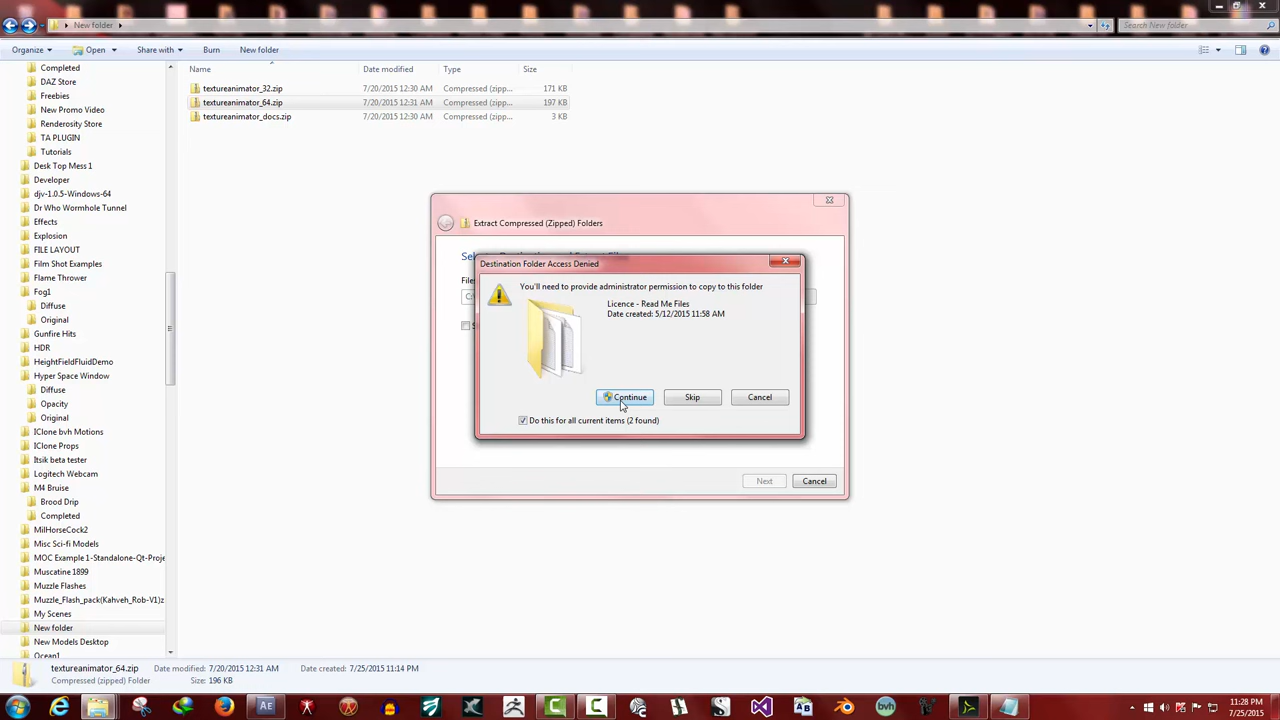 New folder
Search New folder
Organize Open Share with Burn New folder
Name Date modified Type Size
textureanimator_32.zip 7/20/2015 12:30 AM Compressed (zipp... 171 KB
textureanimator_64.zip 7/20/2015 12:31 AM Compressed (zipp... 197 KB
textureanimator_docs.zip 7/20/2015 12:30 AM Compressed (zipp... 3 KB
Completed
DAZ Store
Freebies
New Promo Video
Renderosity Store
TA PLUGIN
Tutorials
Desk Top Mess 1
Developer
djv-1.0.5-Windows-64
Dr Who Wormhole Tunnel
Effects
Explosion
FILE LAYOUT
Film Shot Examples
Flame Thrower
Fog1
Diffuse
Original
Gunfire Hits
HDR
HeightFieldFluidDemo
Hyper Space Window
Diffuse
Opacity
Original
IClone bvh Motions
IClone Props
Itsik beta tester
Logitech Webcam
M4 Bruise
Brood Drip
Completed
MilHorseCock2
Misc Sci-fi Models
MOC Example 1-Standalone-Qt-Proje
Muscatine 1899
Muzzle Flashes
Muzzle_Flash_pack(Kahveh_Rob-V1)z
My Scenes
New folder
New Models Desktop
Ocean1
Extract Compressed (Zipped) Folders
Destination Folder Access Denied
You'll need to provide administrator permission to copy to this folder
Licence - Read Me Files
Date created: 5/12/2015 11:58 AM
Continue Skip Cancel
Do this for all current items (2 found)
Next Cancel
textureanimator_64.zip Date modified: 7/20/2015 12:31 AM Date created: 7/25/2015 11:14 PM
Compressed (zipped) Folder Size: 196 KB
AE
bvh
11:28 PM
7/25/2015